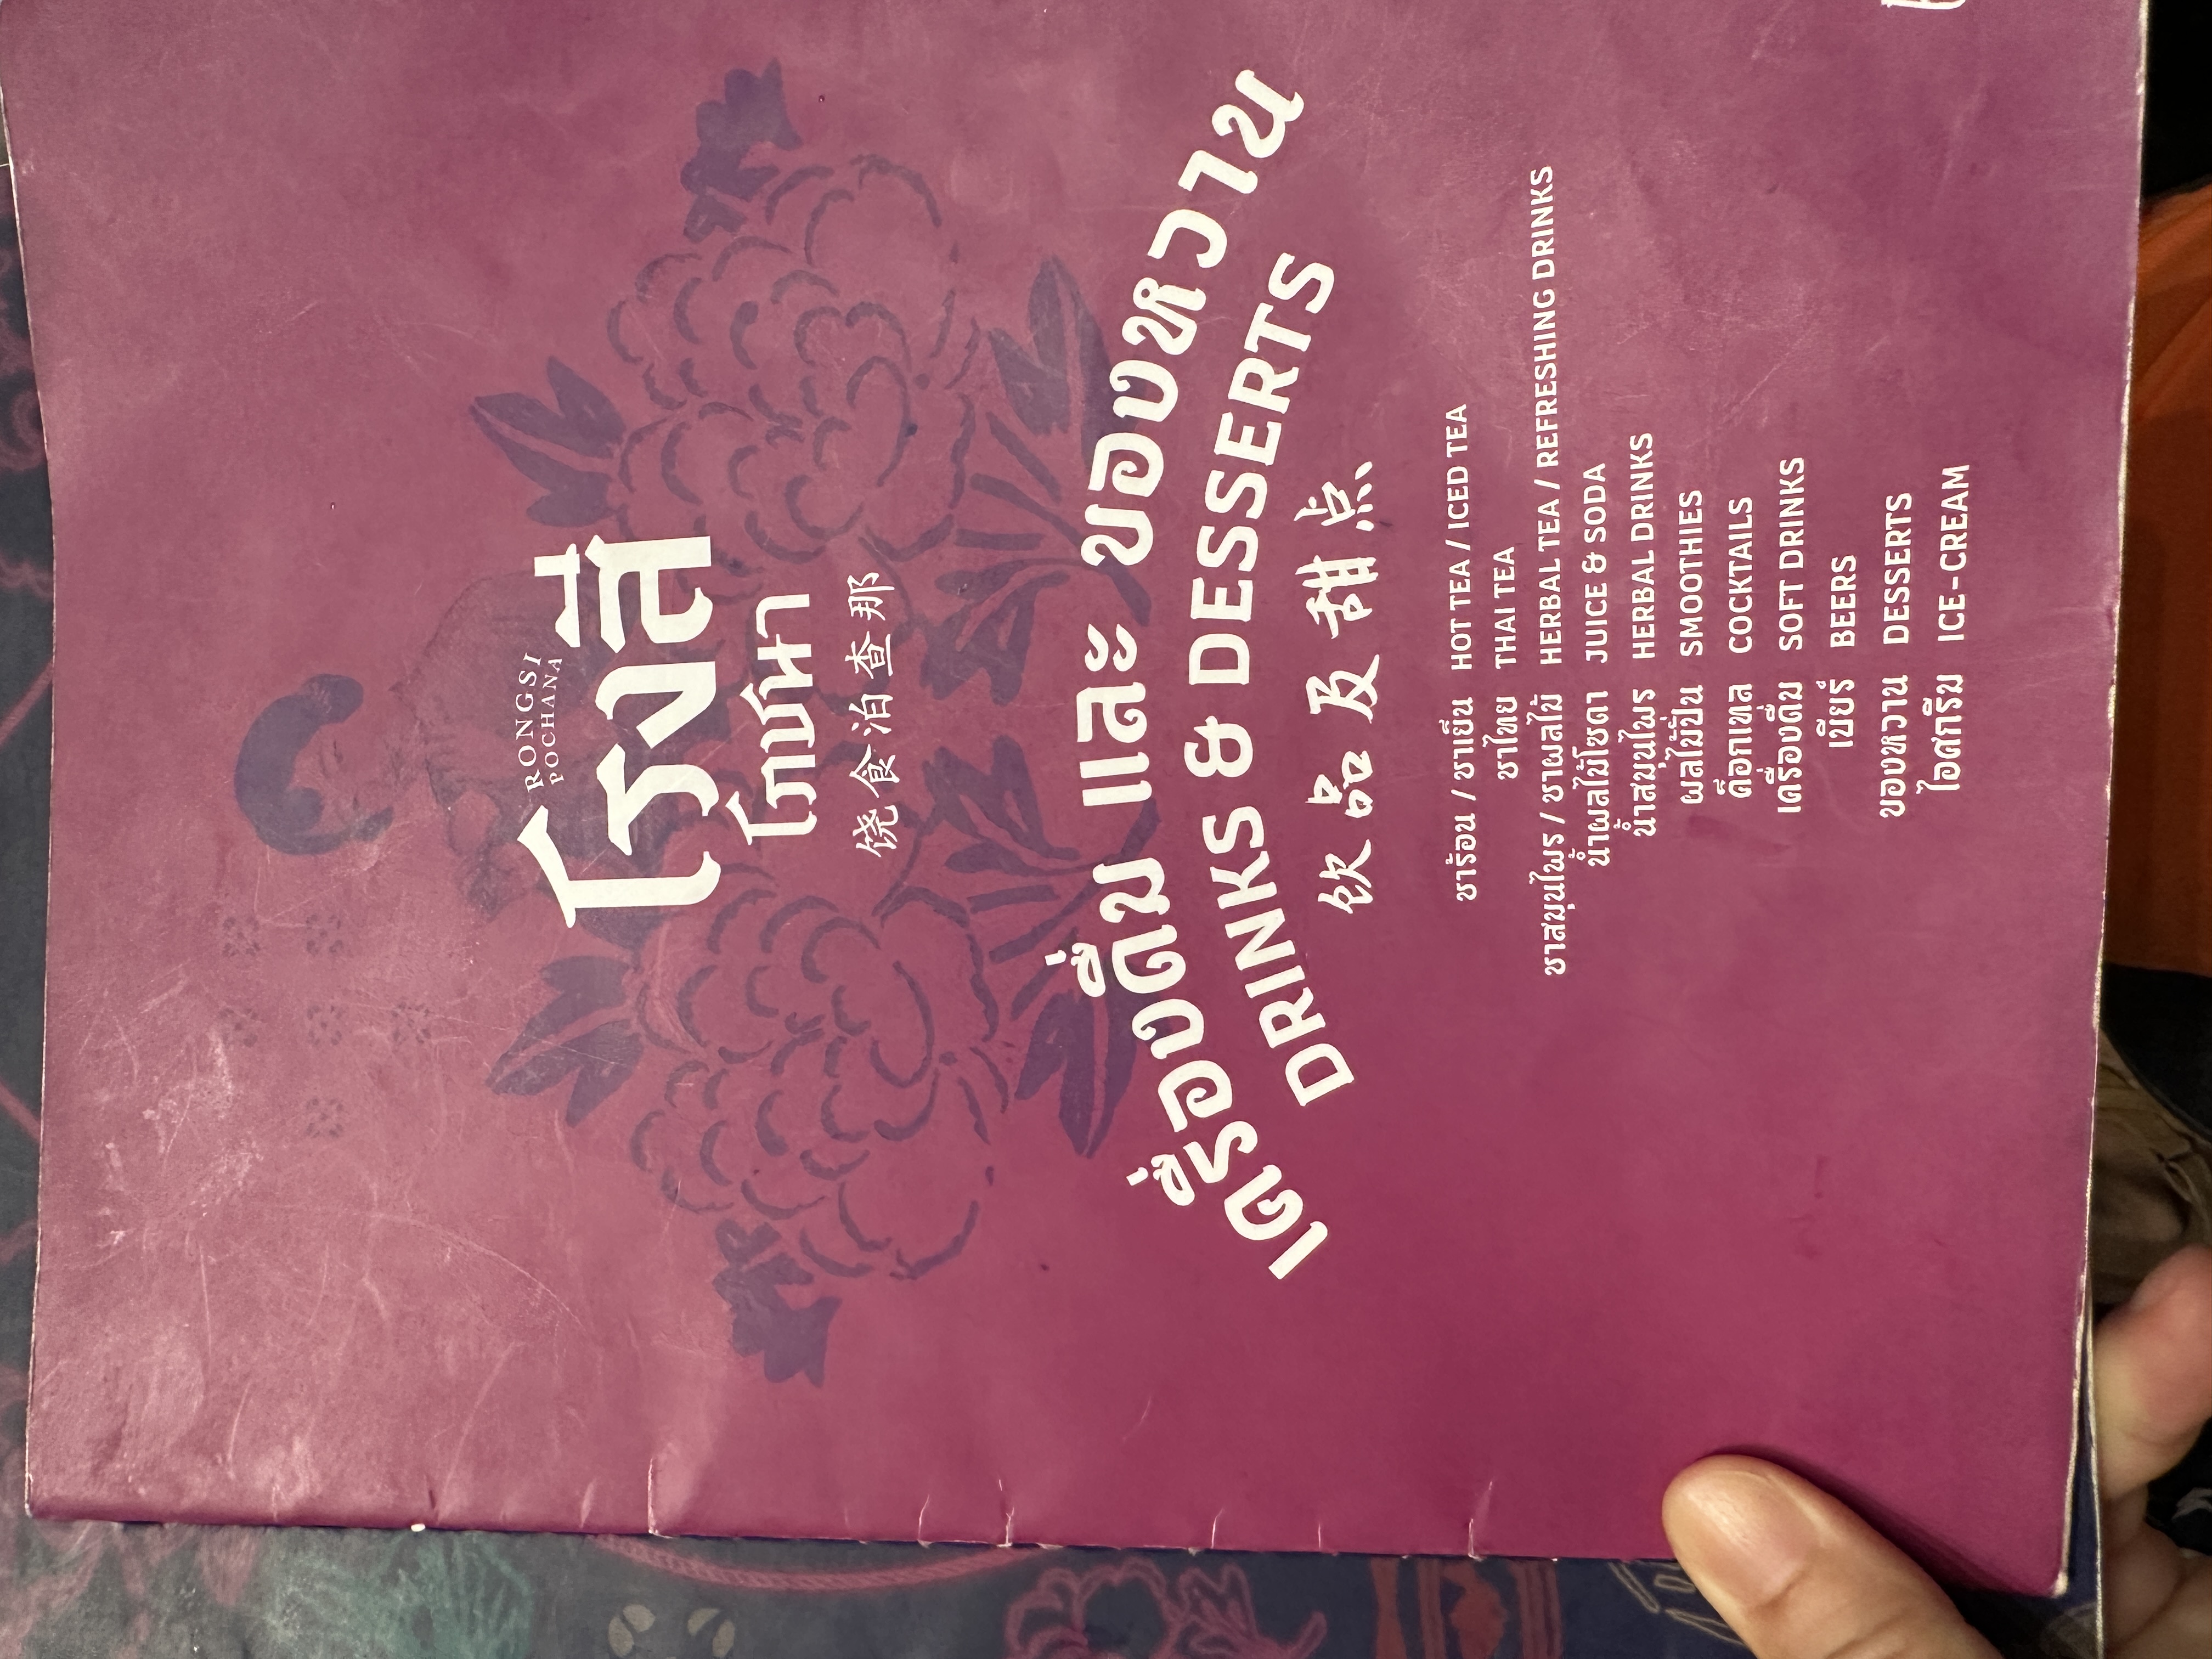 RONGSI
POCHANA
โรงสี
โภชนา
饶食泊查那
เครื่องดื่ม และ ของหวาน
DRINKS & DESSERTS
饮品及甜点
ชาร้อน / ชาเย็น HOT TEA / ICED TEA
ชาไทย THAI TEA
ชาสมุนไพร / ชาผลไม้ HERBAL TEA / REFRESHING DRINKS
น้ำผลไม้โซดา JUICE & SODA
น้ำสมุนไพร HERBAL DRINKS
ผลไม้ปั่น SMOOTHIES
ค็อกเทล COCKTAILS
เครื่องดื่ม SOFT DRINKS
เบียร์ BEERS
ของหวาน DESSERTS
ไอศกรีม ICE-CREAM